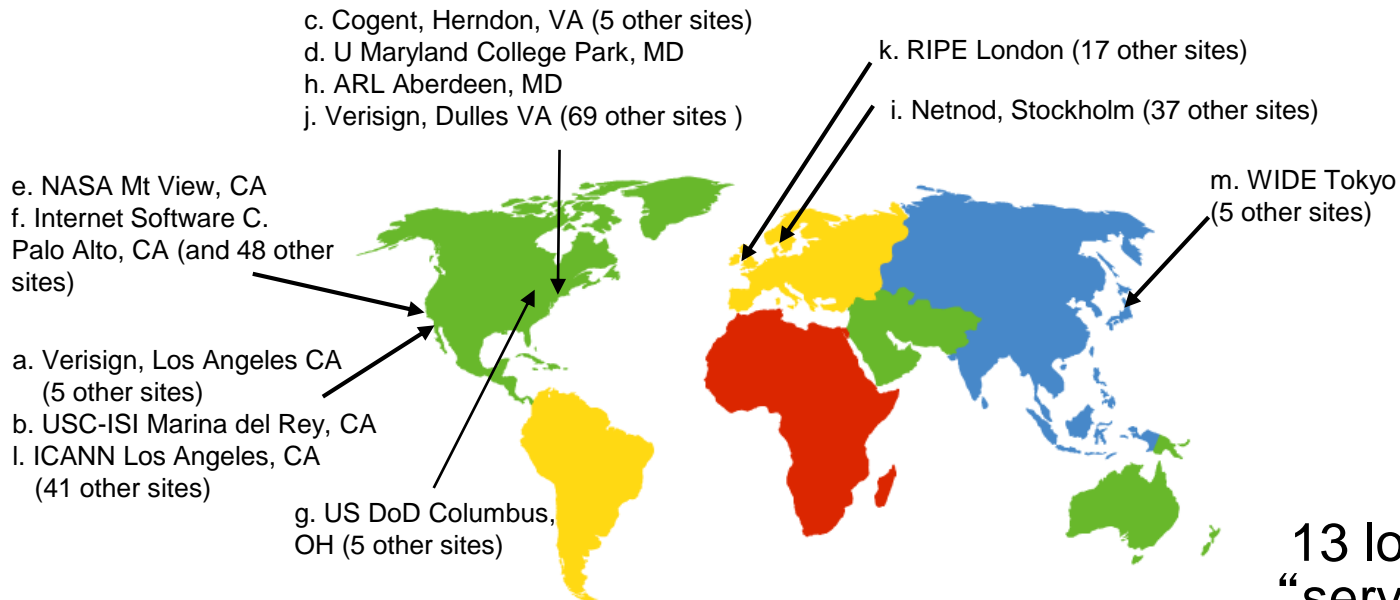 c. Cogent, Herndon, VA (5 other sites)
d. U Maryland College Park, MD
h. ARL Aberdeen, MD
j. Verisign, Dulles VA (69 other sites )
k. RIPE London (17 other sites)
i. Netnod, Stockholm (37 other sites)
m. WIDE Tokyo
(5 other sites)
e. NASA Mt View, CA
f. Internet Software C.
Palo Alto, CA (and 48 other
sites)
a. Verisign, Los Angeles CA
(5 other sites)
b. USC-ISI Marina del Rey, CA
l. ICANN Los Angeles, CA
(41 other sites)
g. US DoD Columbus,
OH (5 other sites)
13